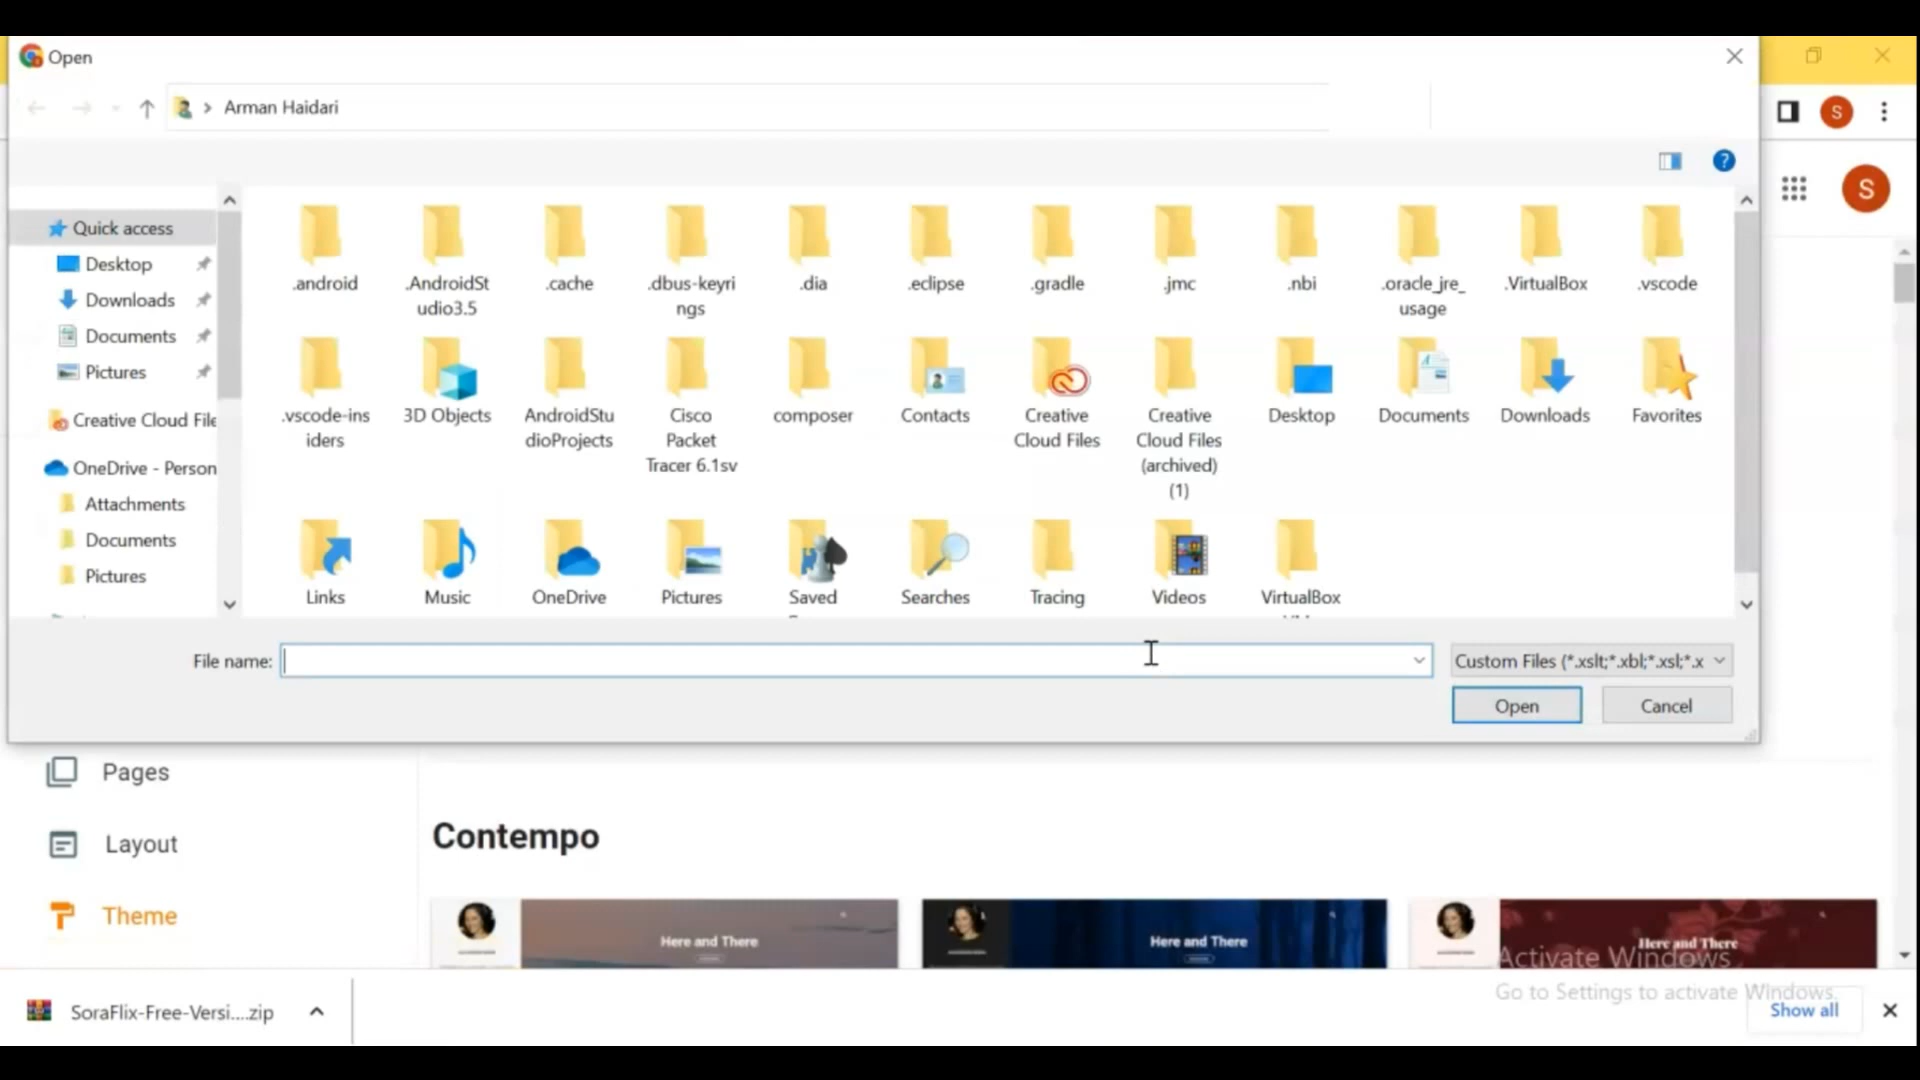 Open
Arman Haidari
S
?
S
Quick access
Desktop
Downloads
Documents
Pictures
Creative Cloud File
OneDrive - Person
Attachments
Documents
Pictures
.android
.AndroidSt
udio3.5
.cache
.dbus-keyri
ngs
.dia
.eclipse
.gradle
.jmc
.nbi
.oracle_jre_
usage
.VirtualBox
.vscode
.vscode-ins
iders
3D Objects
AndroidStu
dioProjects
Cisco
Packet
Tracer 6.1sv
composer
Contacts
Creative
Cloud Files
Creative
Cloud Files
(archived)
(1)
Desktop
Documents
Downloads
Favorites
Links
Music
OneDrive
Pictures
Saved
Searches
Tracing
Videos
VirtualBox
File name:
Custom Files (*.xslt;*.xbl;*.xsl;*.x
Open
Cancel
Pages
Layout
Theme
Contempo
Here and There
Here and There
Here and There
Activate Windows
Go to Settings to activate Windows.
SoraFlix-Free-Versi....zip
Show all